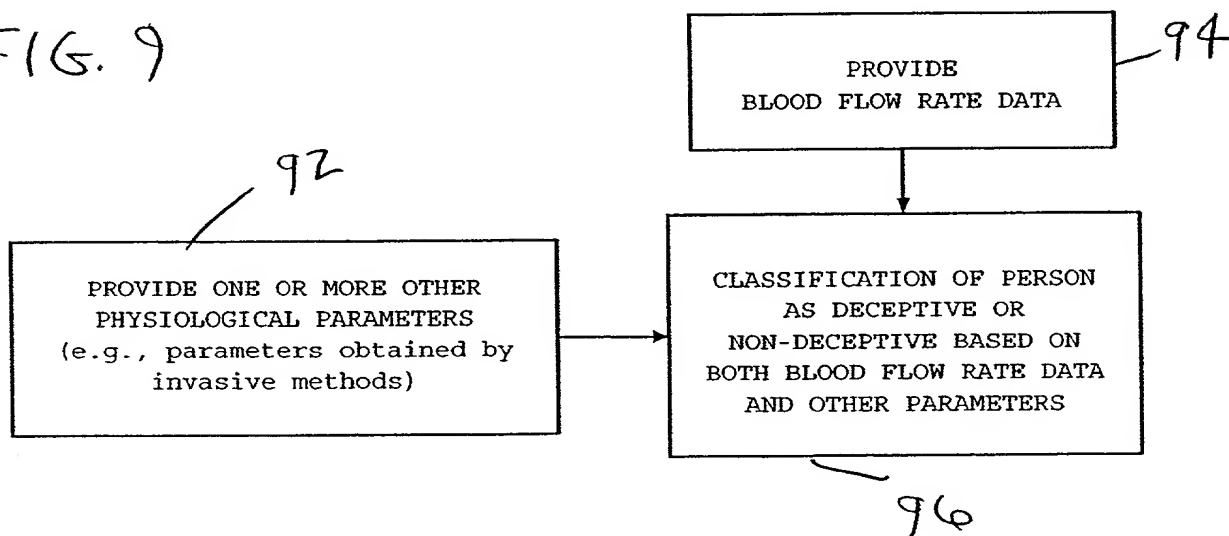 FIG. 9
94
PROVIDE
BLOOD FLOW RATE DATA
92
PROVIDE ONE OR MORE OTHER
PHYSIOLOGICAL PARAMETERS
(e.g., parameters obtained by
invasive methods)
CLASSIFICATION OF PERSON
AS DECEPTIVE OR
NON-DECEPTIVE BASED ON
BOTH BLOOD FLOW RATE DATA
AND OTHER PARAMETERS
96